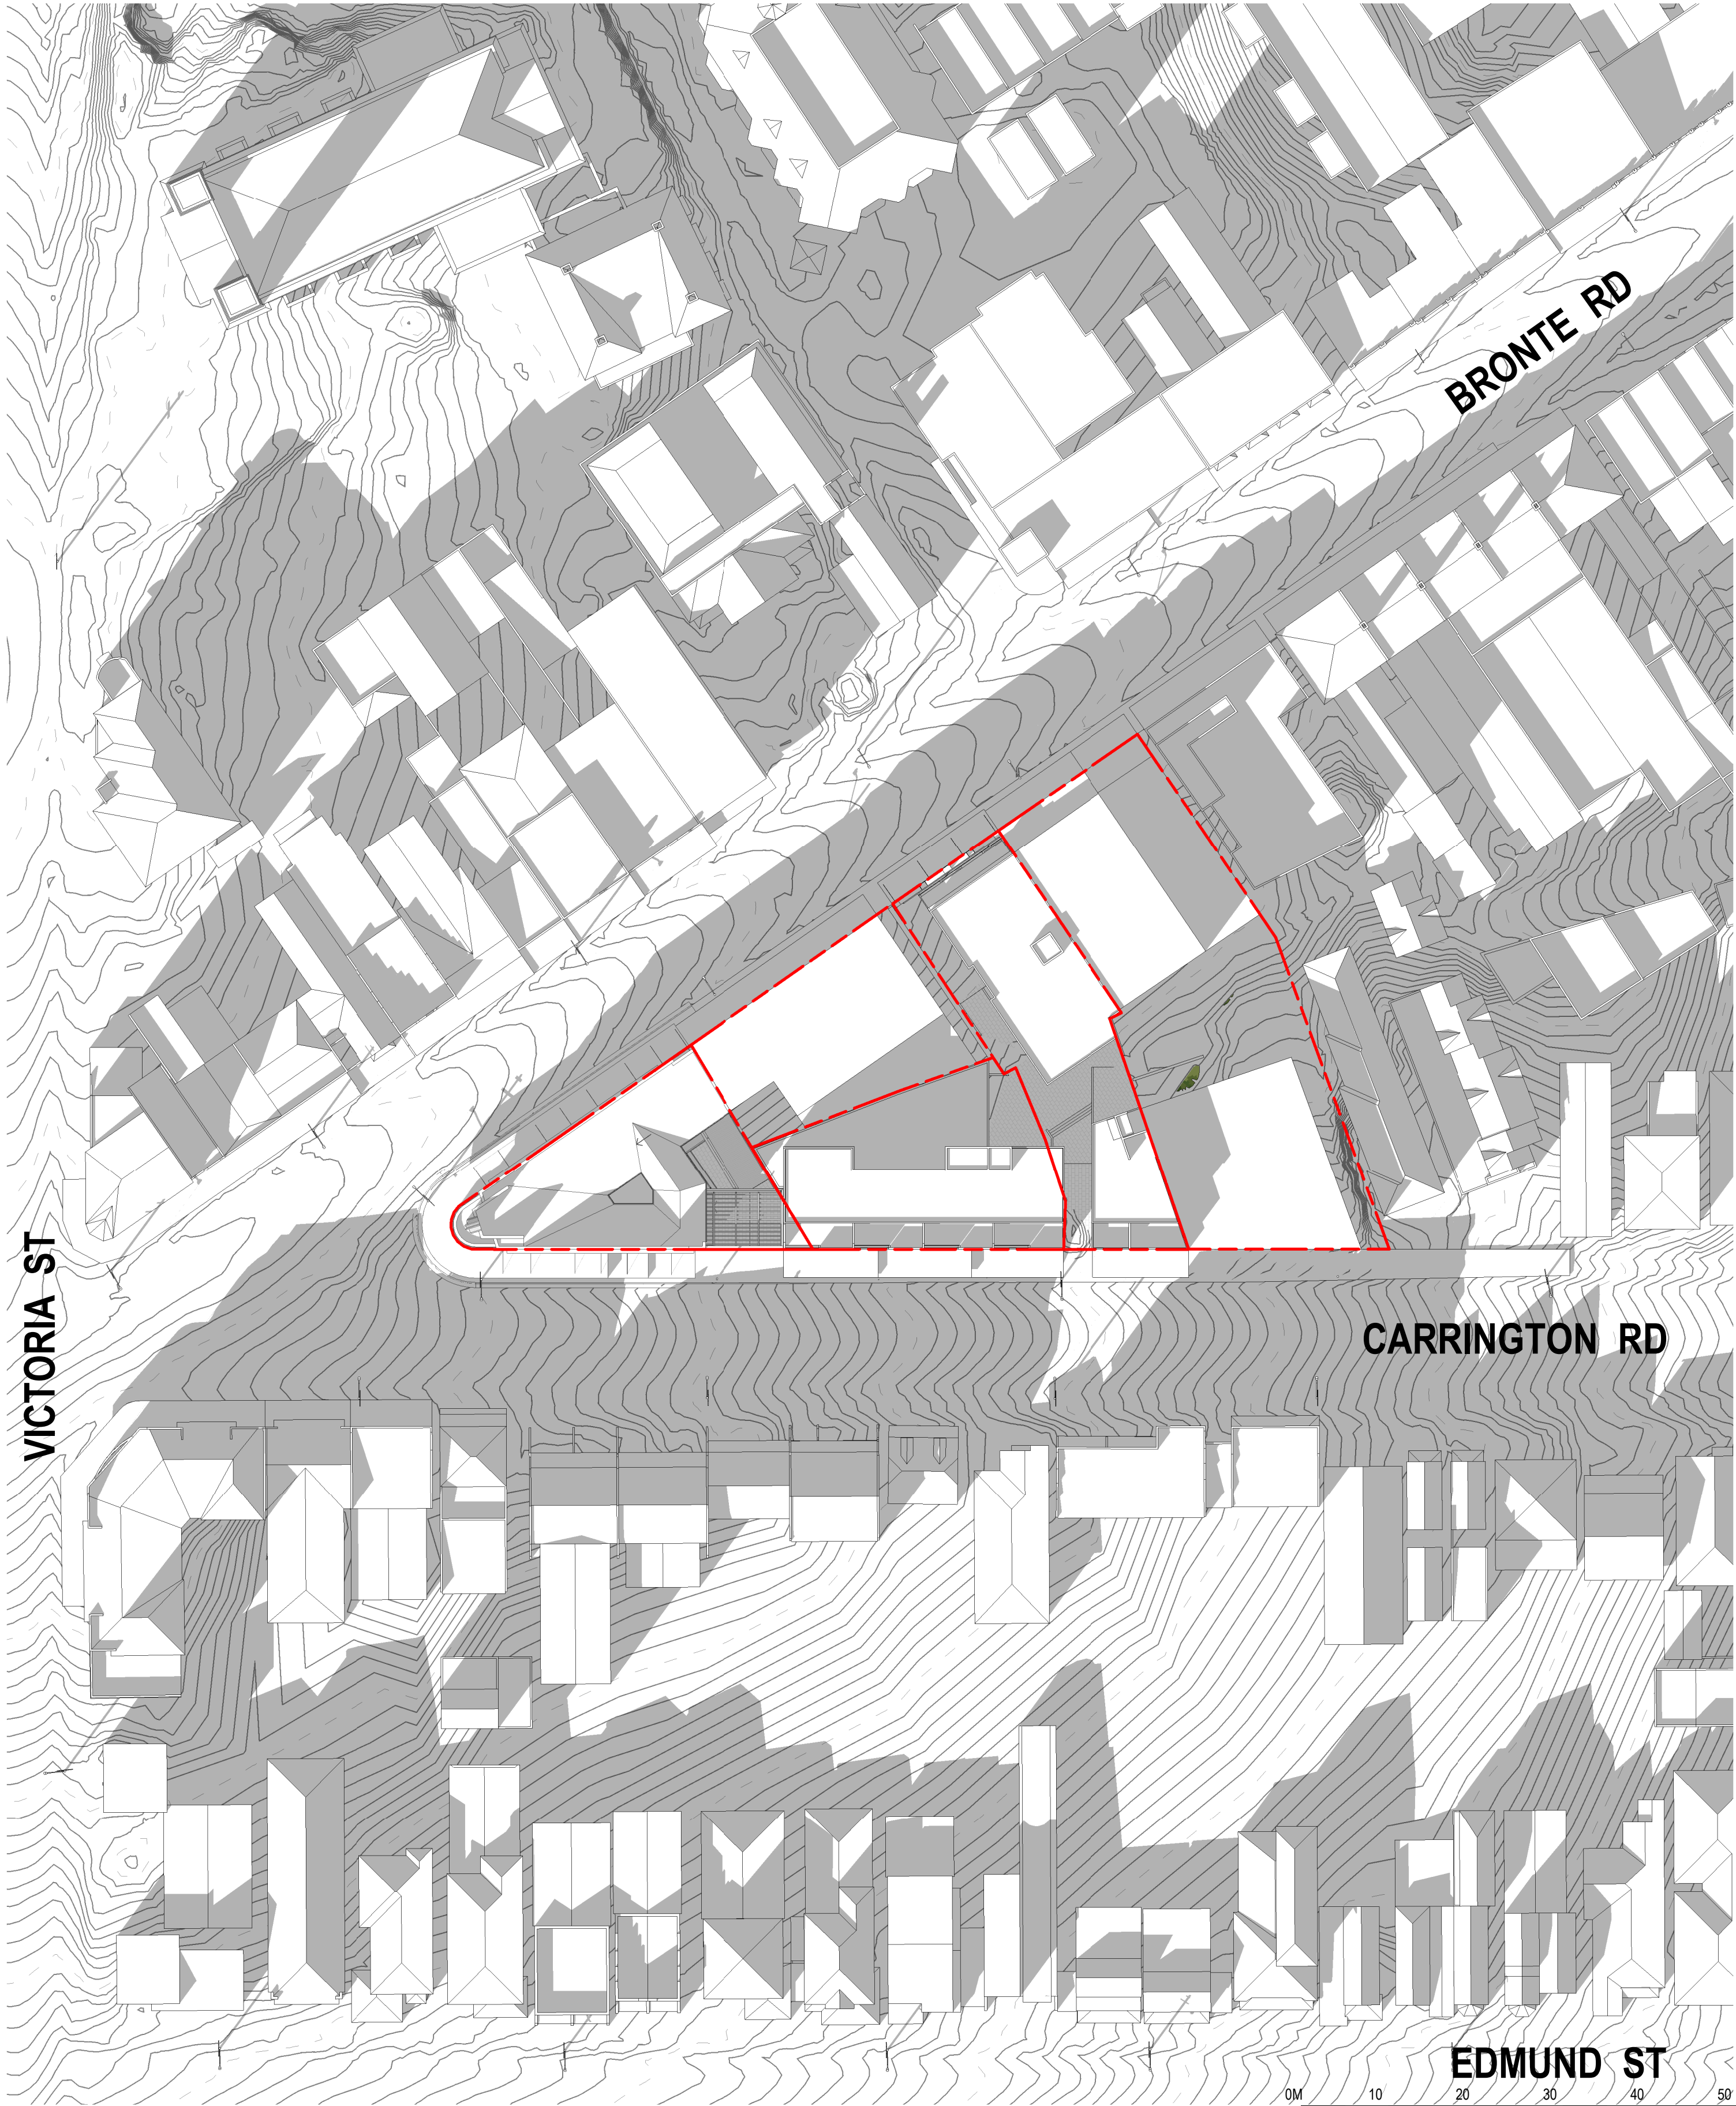 BRONTE RD
VICTORIA ST
CARRINGTON RD
EDMUND ST
0M 10 20 30 40 50